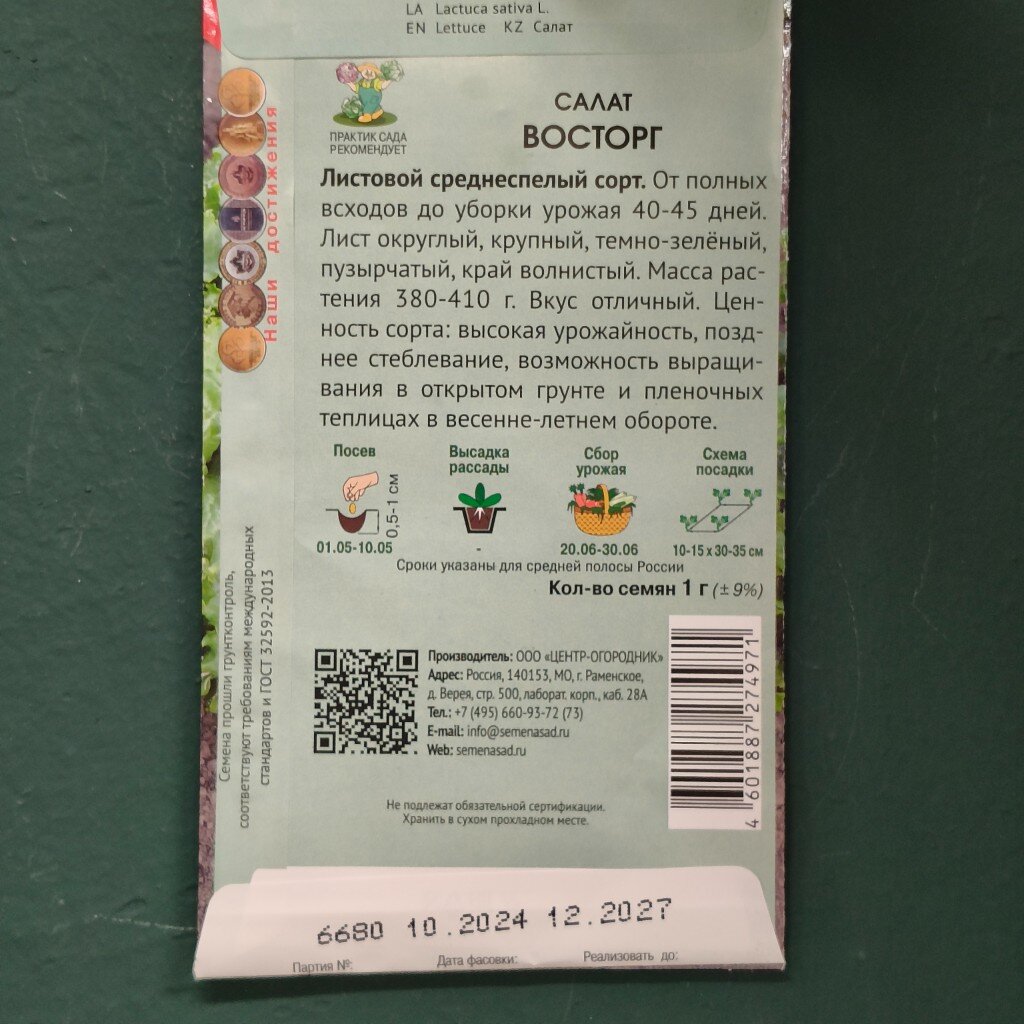 LA Lactuca sativa L.
EN Lettuce KZ Салат
ПРАКТИК САДА
РЕКОМЕНДУЕТ
САЛАТ
ВОСТОРГ
Листовой среднеспелый сорт. От полных
всходов до уборки урожая 40-45 дней.
Лист округлый, крупный, темно-зелёный,
пузырчатый, край волнистый. Масса рас-
тения 380-410 г. Вкус отличный. Цен-
ность сорта: высокая урожайность, позд-
нее стеблевание, возможность выращи-
вания в открытом грунте и пленочных
теплицах в весенне-летнем обороте.
Посев
0,5-1 см
01.05-10.05
Высадка
рассады
-
Сбор
урожая
20.06-30.06
Схема
посадки
10-15 х 30-35 см
Сроки указаны для средней полосы России
Кол-во семян 1 г (± 9%)
Производитель: ООО «ЦЕНТР-ОГОРОДНИК»
Адрес: Россия, 140153, МО, г. Раменское,
д. Верея, стр. 500, лаборат. корп., каб. 28А
Тел.: +7 (495) 660-93-72 (73)
E-mail: info@semenasad.ru
Web: semenasad.ru
4 601887 274971
Не подлежат обязательной сертификации.
Хранить в сухом прохладном месте.
Наши достижения
Семена прошли грунтконтроль,
соответствуют требованиям международных
стандартов и ГОСТ 32592-2013
6680 10.2024 12.2027
Партия №: Дата фасовки: Реализовать до: